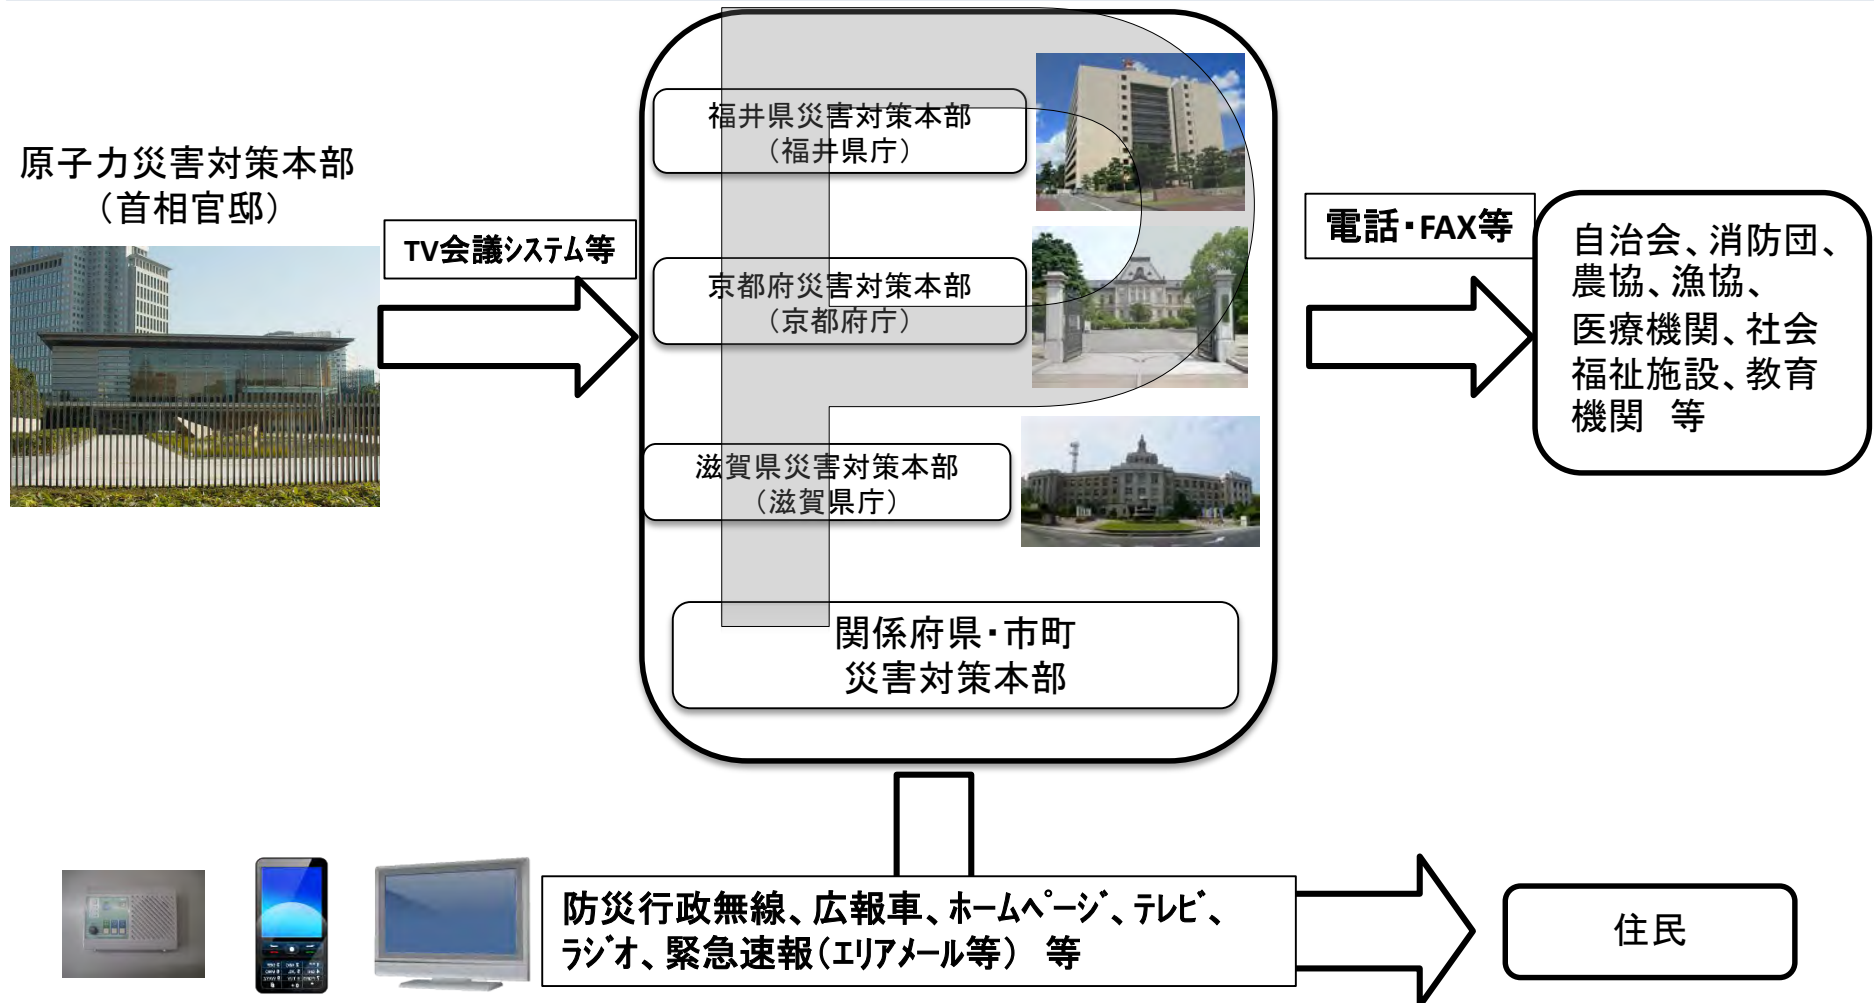 原子力災害対策本部
（首相官邸）
TV会議ｼｽﾃﾑ等
福井県災害対策本部
（福井県庁）
京都府災害対策本部
（京都府庁）
滋賀県災害対策本部
（滋賀県庁）
関係府県・市町
災害対策本部
電話・FAX等
自治会、消防団、
農協、漁協、
医療機関、社会
福祉施設、教育
機関　等
防災行政無線、広報車、ﾎｰﾑﾍﾟｰｼﾞ、ﾃﾚﾋﾞ、
ﾗｼﾞｵ、緊急速報（ｴﾘｱﾒｰﾙ等）　等
住民